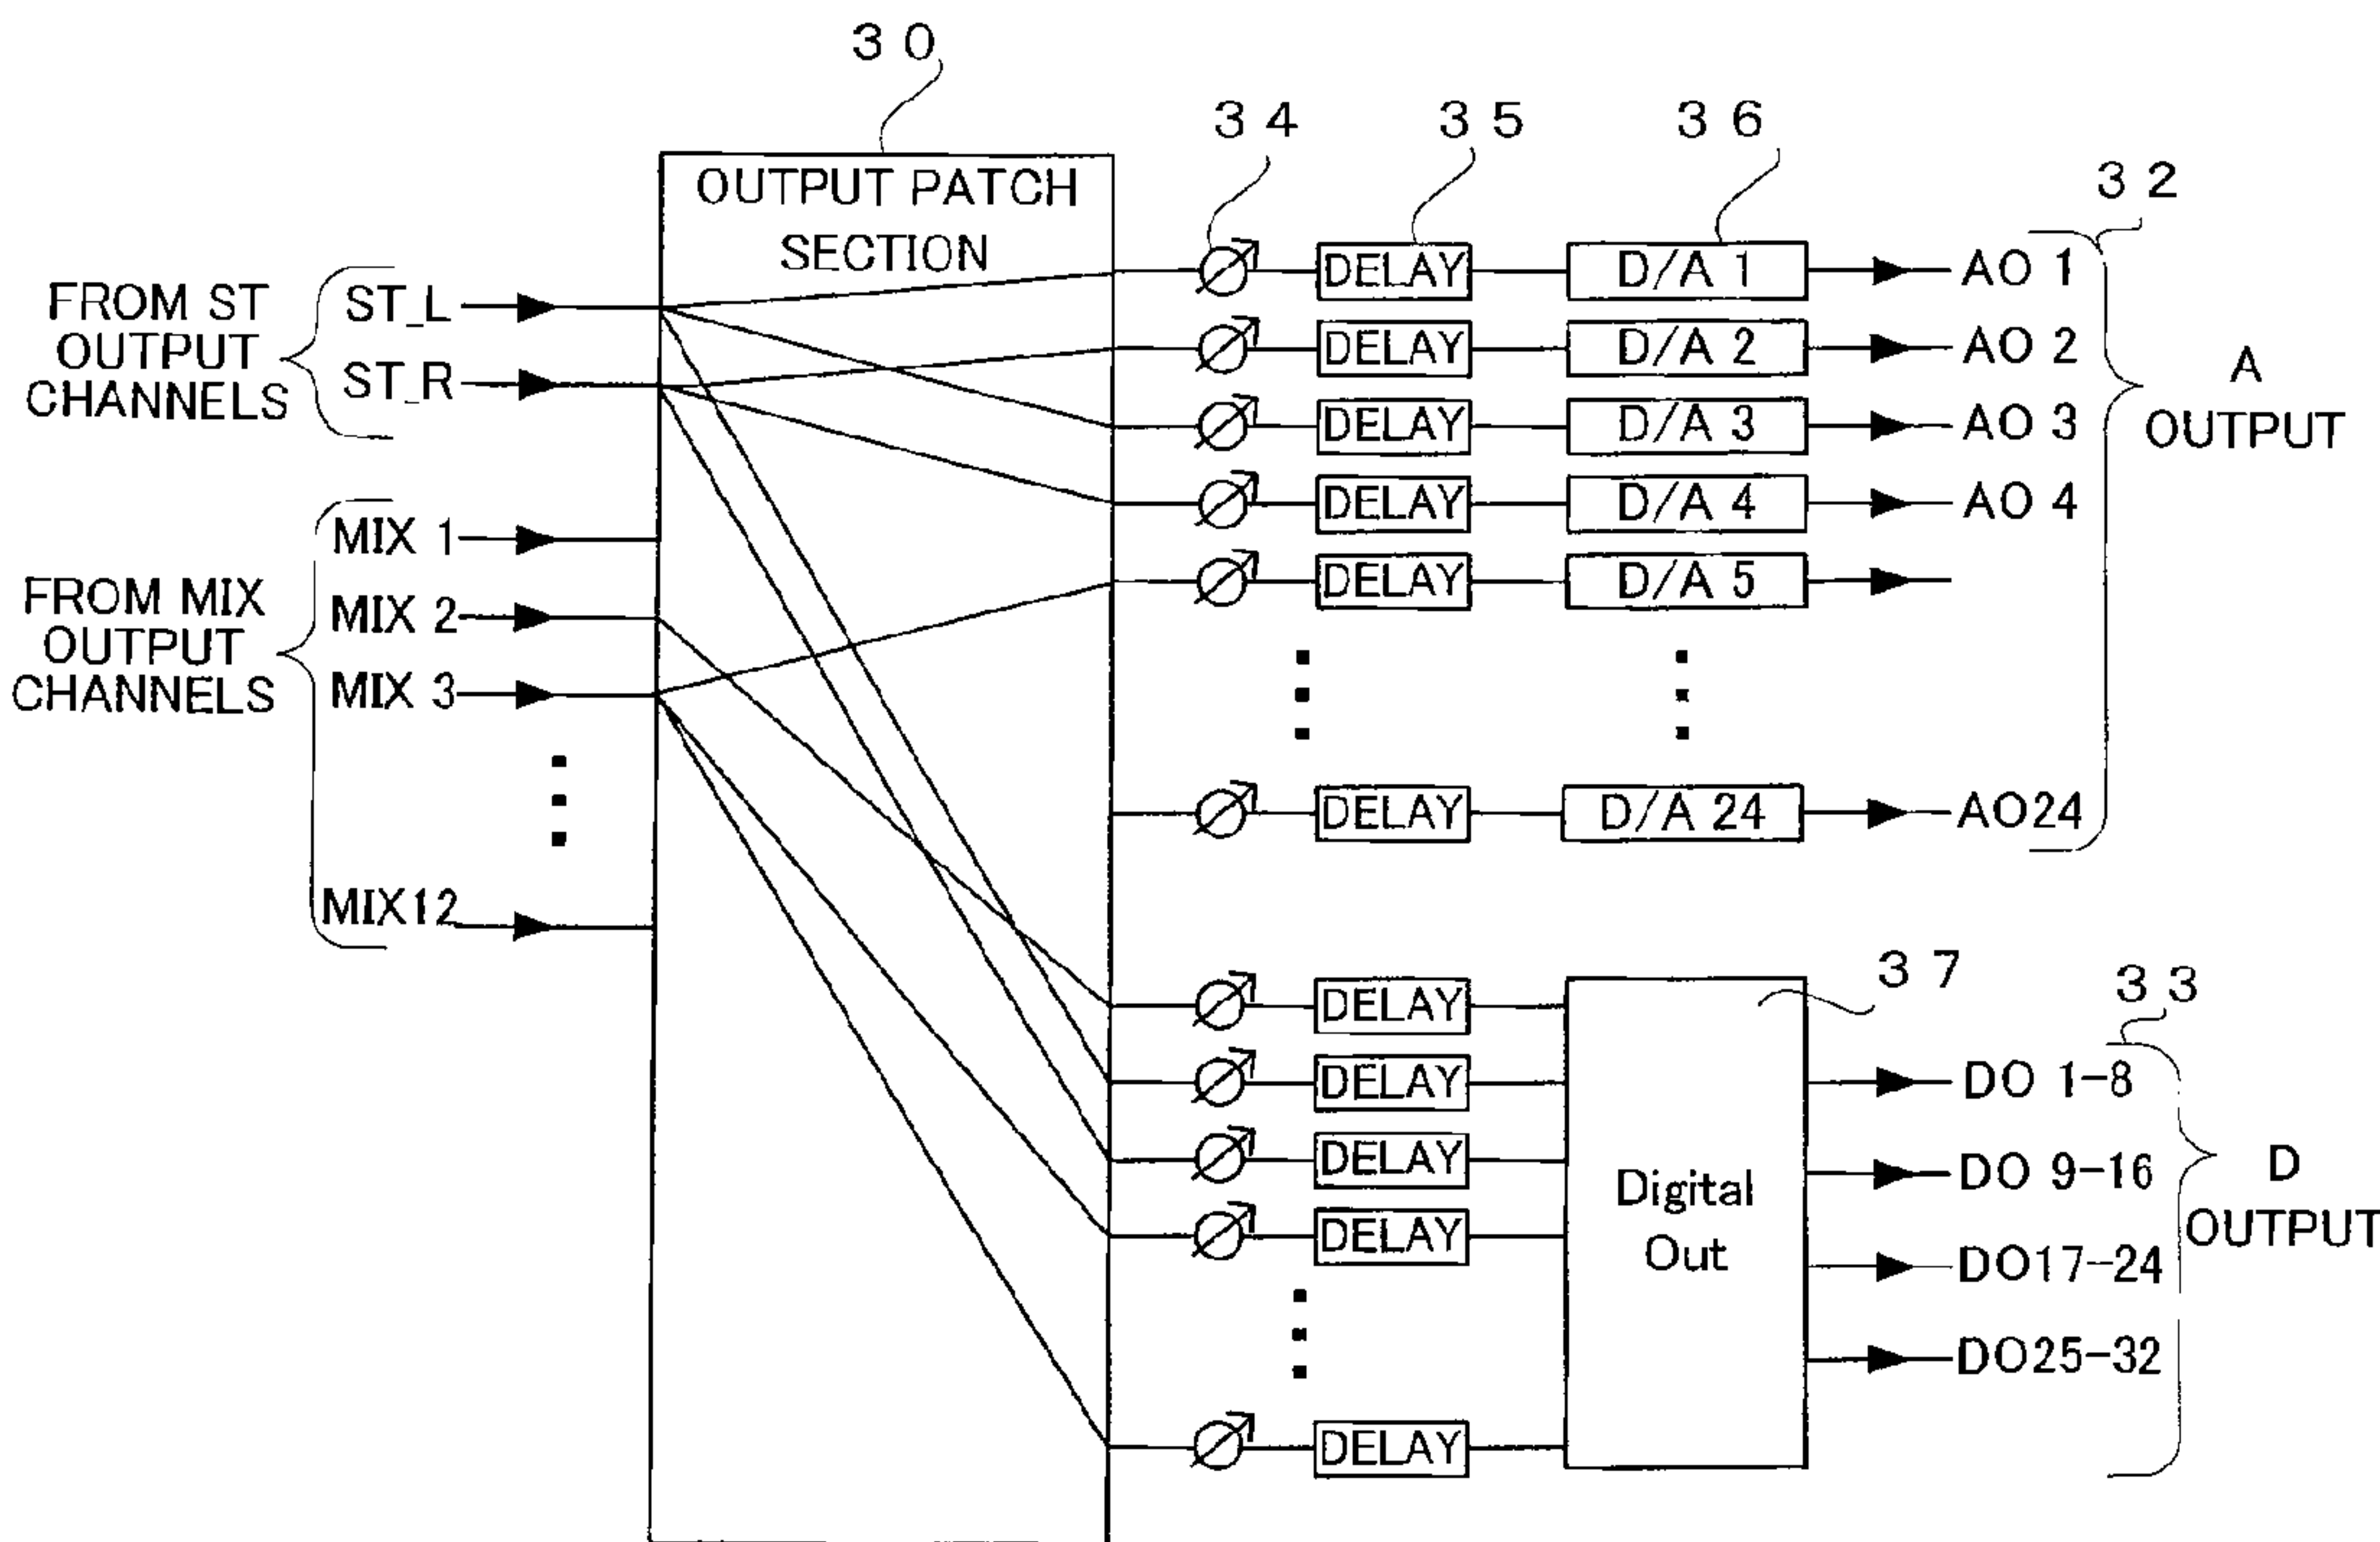 30
34
35
36
32
OUTPUT PATCH
SECTION
FROM ST
OUTPUT
CHANNELS
ST_L
ST_R
FROM MIX
OUTPUT
CHANNELS
MIX 1
MIX 2
MIX 3
MIX12
DELAY
D/A 1
AO 1
DELAY
D/A 2
AO 2
DELAY
D/A 3
AO 3
DELAY
D/A 4
AO 4
DELAY
D/A 5
DELAY
D/A 24
AO24
A
OUTPUT
37
33
DELAY
DELAY
DELAY
DELAY
DELAY
Digital
Out
DO 1-8
DO 9-16
DO17-24
DO25-32
D
OUTPUT